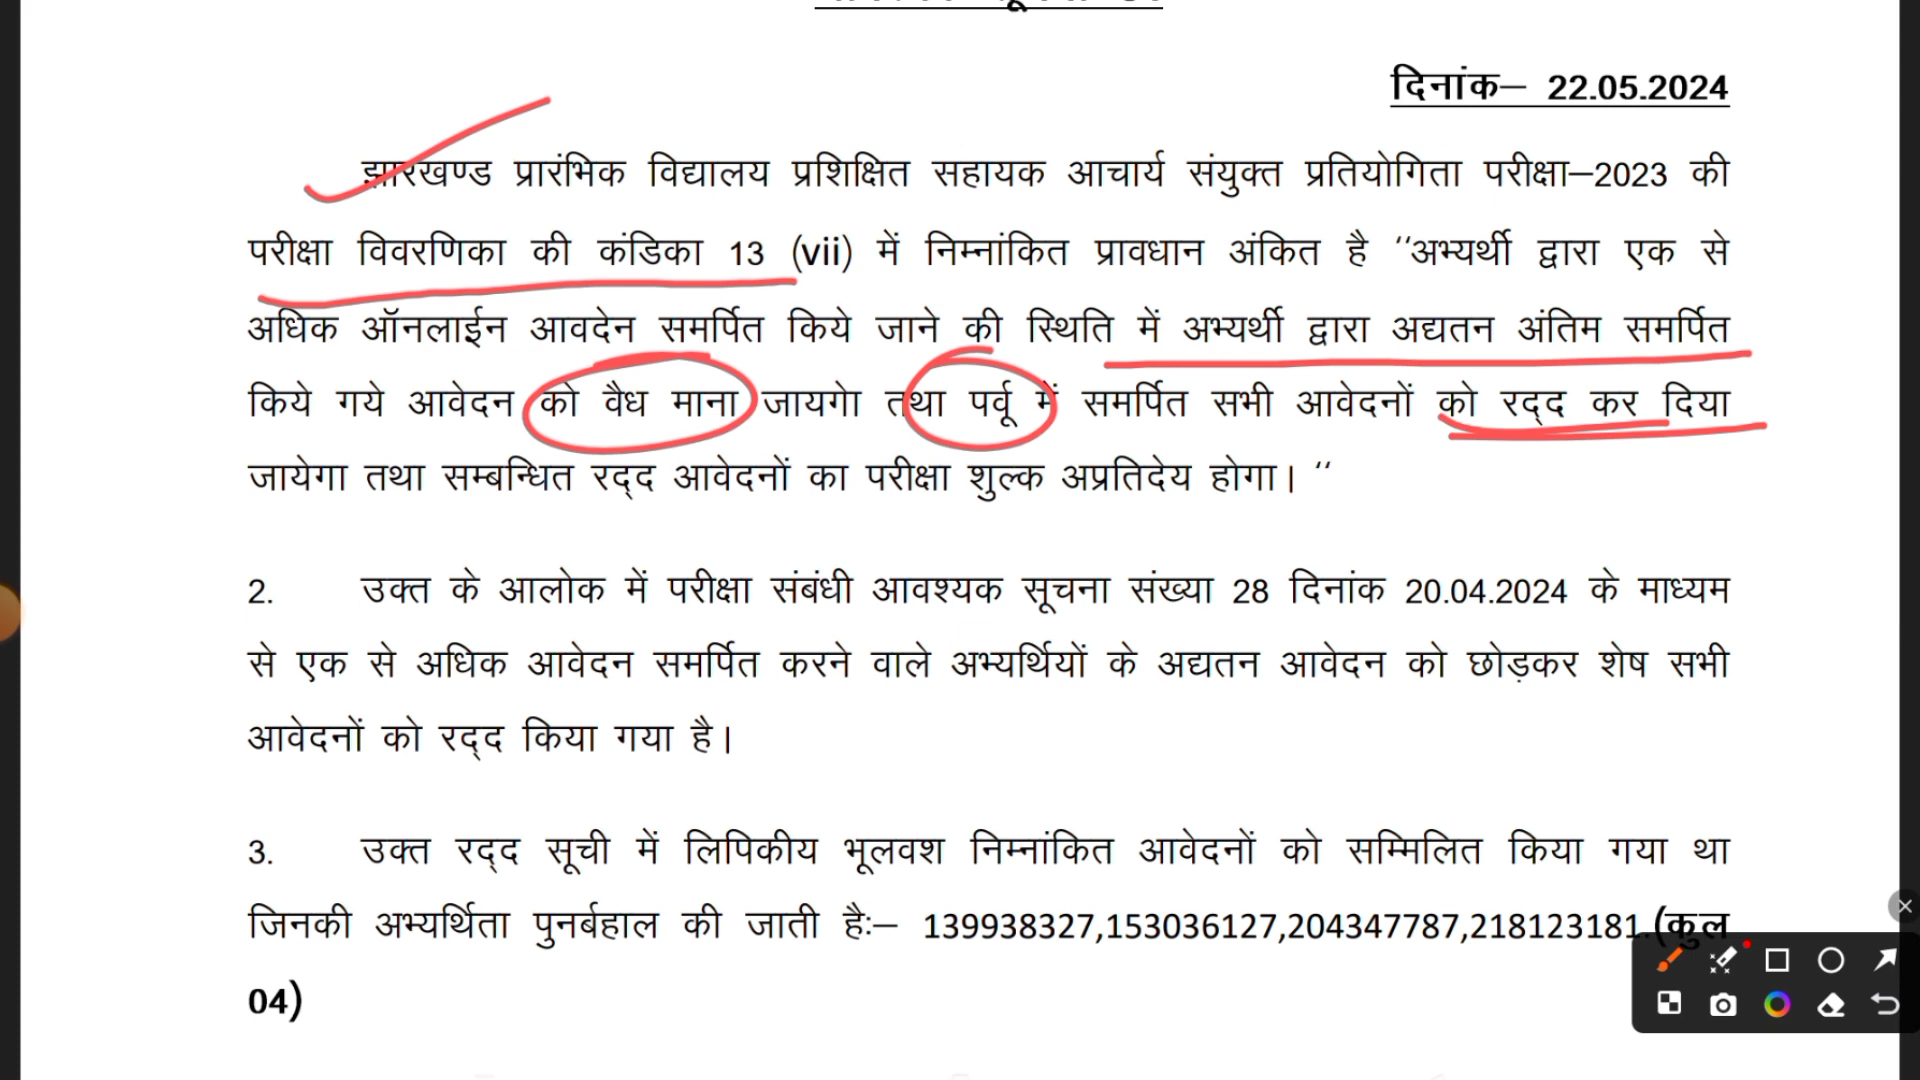 दिनांक– 22.05.2024
झारखण्ड प्रारंभिक विद्यालय प्रशिक्षित सहायक आचार्य संयुक्त प्रतियोगिता परीक्षा–2023 की
परीक्षा विवरणिका की कंडिका 13 (vii) में निम्नांकित प्रावधान अंकित है ''अभ्यर्थी द्वारा एक से
अधिक ऑनलाईन आवदेन समर्पित किये जाने की स्थिति में अभ्यर्थी द्वारा अद्यतन अंतिम समर्पित
किये गये आवेदन को वैध माना जायगेा तथा पर्वू में समर्पित सभी आवेदनों को रद्द कर दिया
जायेगा तथा सम्बन्धित रद्द आवेदनों का परीक्षा शुल्क अप्रतिदेय होगा। ''
2. उक्त के आलोक में परीक्षा संबंधी आवश्यक सूचना संख्या 28 दिनांक 20.04.2024 के माध्यम
से एक से अधिक आवेदन समर्पित करने वाले अभ्यर्थियों के अद्यतन आवेदन को छोड़कर शेष सभी
आवेदनों को रद्द किया गया है।
3. उक्त रद्द सूची में लिपिकीय भूलवश निम्नांकित आवेदनों को सम्मिलित किया गया था
जिनकी अभ्यर्थिता पुनर्बहाल की जाती हैः– 139938327,153036127,204347787,218123181.(कुल
04)